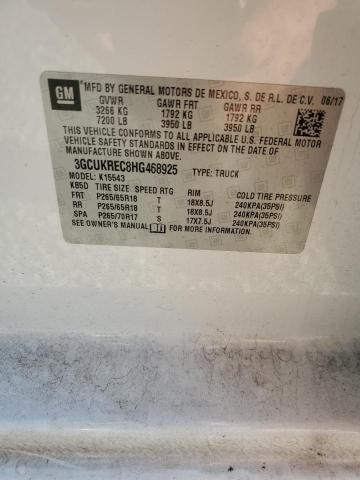 GM
MFD BY GENERAL MOTORS DE MEXICO, S. DE R.L. DE C.V. 06/17
GVWR GAWR FRT GAWR RR
3266 KG 1792 KG 1792 KG
7200 LB 3950 LB 3950 LB
THIS VEHICLE CONFORMS TO ALL APPLICABLE U.S. FEDERAL MOTOR
VEHICLE SAFETY STANDARDS IN EFFECT ON THE DATE OF
MANUFACTURE SHOWN ABOVE.
3GCUKREC8HG468925 TYPE: TRUCK
MODEL: K15543
KB5D TIRE SIZE SPEED RTG RIM COLD TIRE PRESSURE
FRT P265/65R18 T 18X8.5J 240KPA(35PSI)
RR P265/65R18 T 18X8.5J 240KPA(35PSI)
SPA P265/70R17 S 17X7.5J 240KPA(35PSI)
SEE OWNER'S MANUAL FOR ADDITIONAL INFORMATION